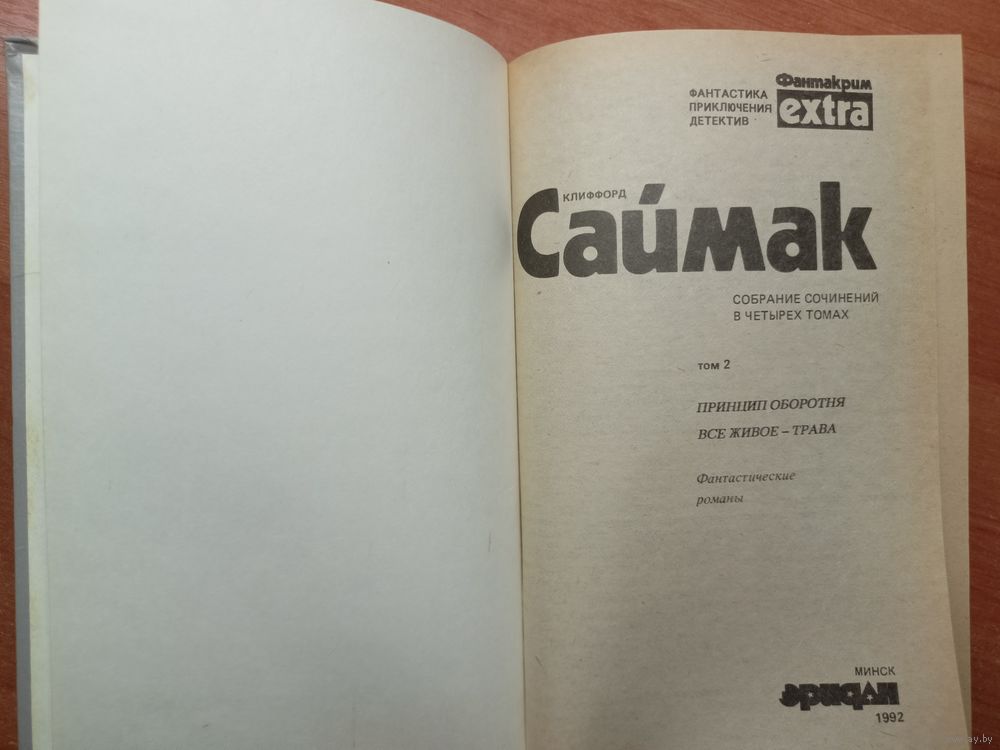 Фантакрим
ФАНТАСТИКА
ПРИКЛЮЧЕНИЯ
ДЕТЕКТИВ
extra
КЛИФФОРД
Саймак
СОБРАНИЕ СОЧИНЕНИЙ
В ЧЕТЫРЕХ ТОМАХ
том 2
ПРИНЦИП ОБОРОТНЯ
ВСЕ ЖИВОЕ – ТРАВА
Фантастические
романы
МИНСК
эридан
1992